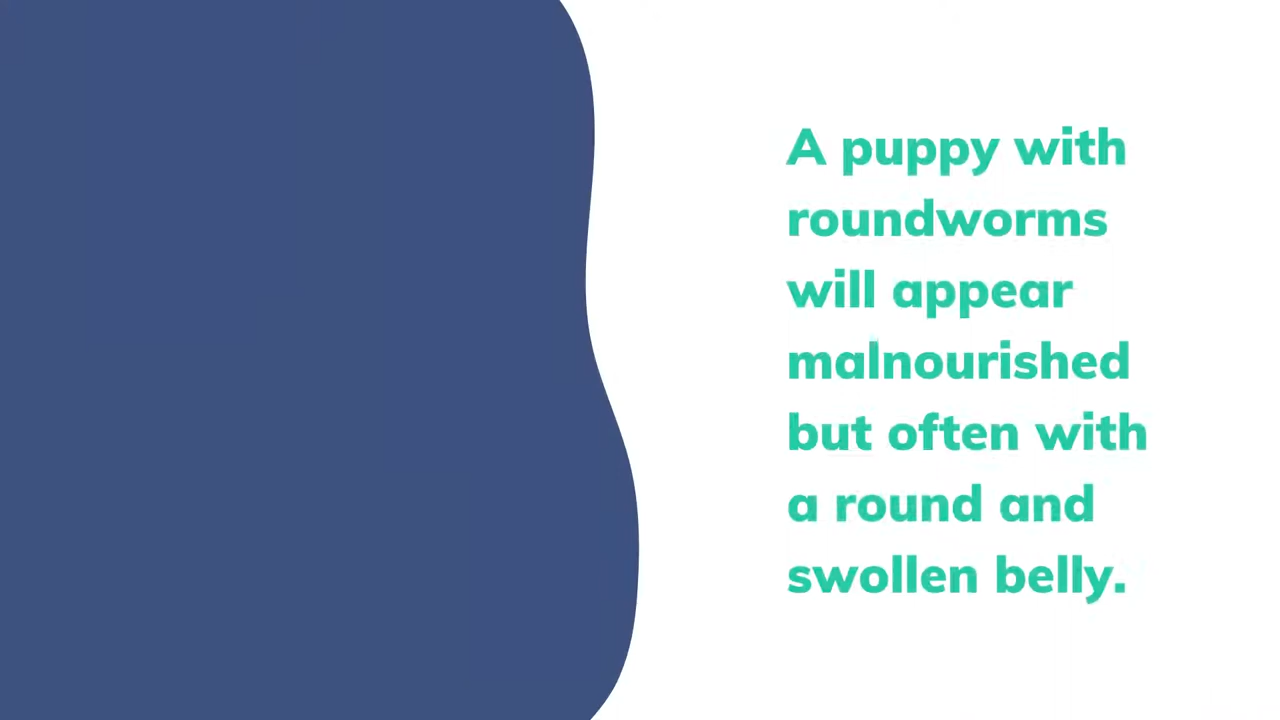 A puppy with
roundworms
will appear
malnourished
but often with
a round and
swollen belly.